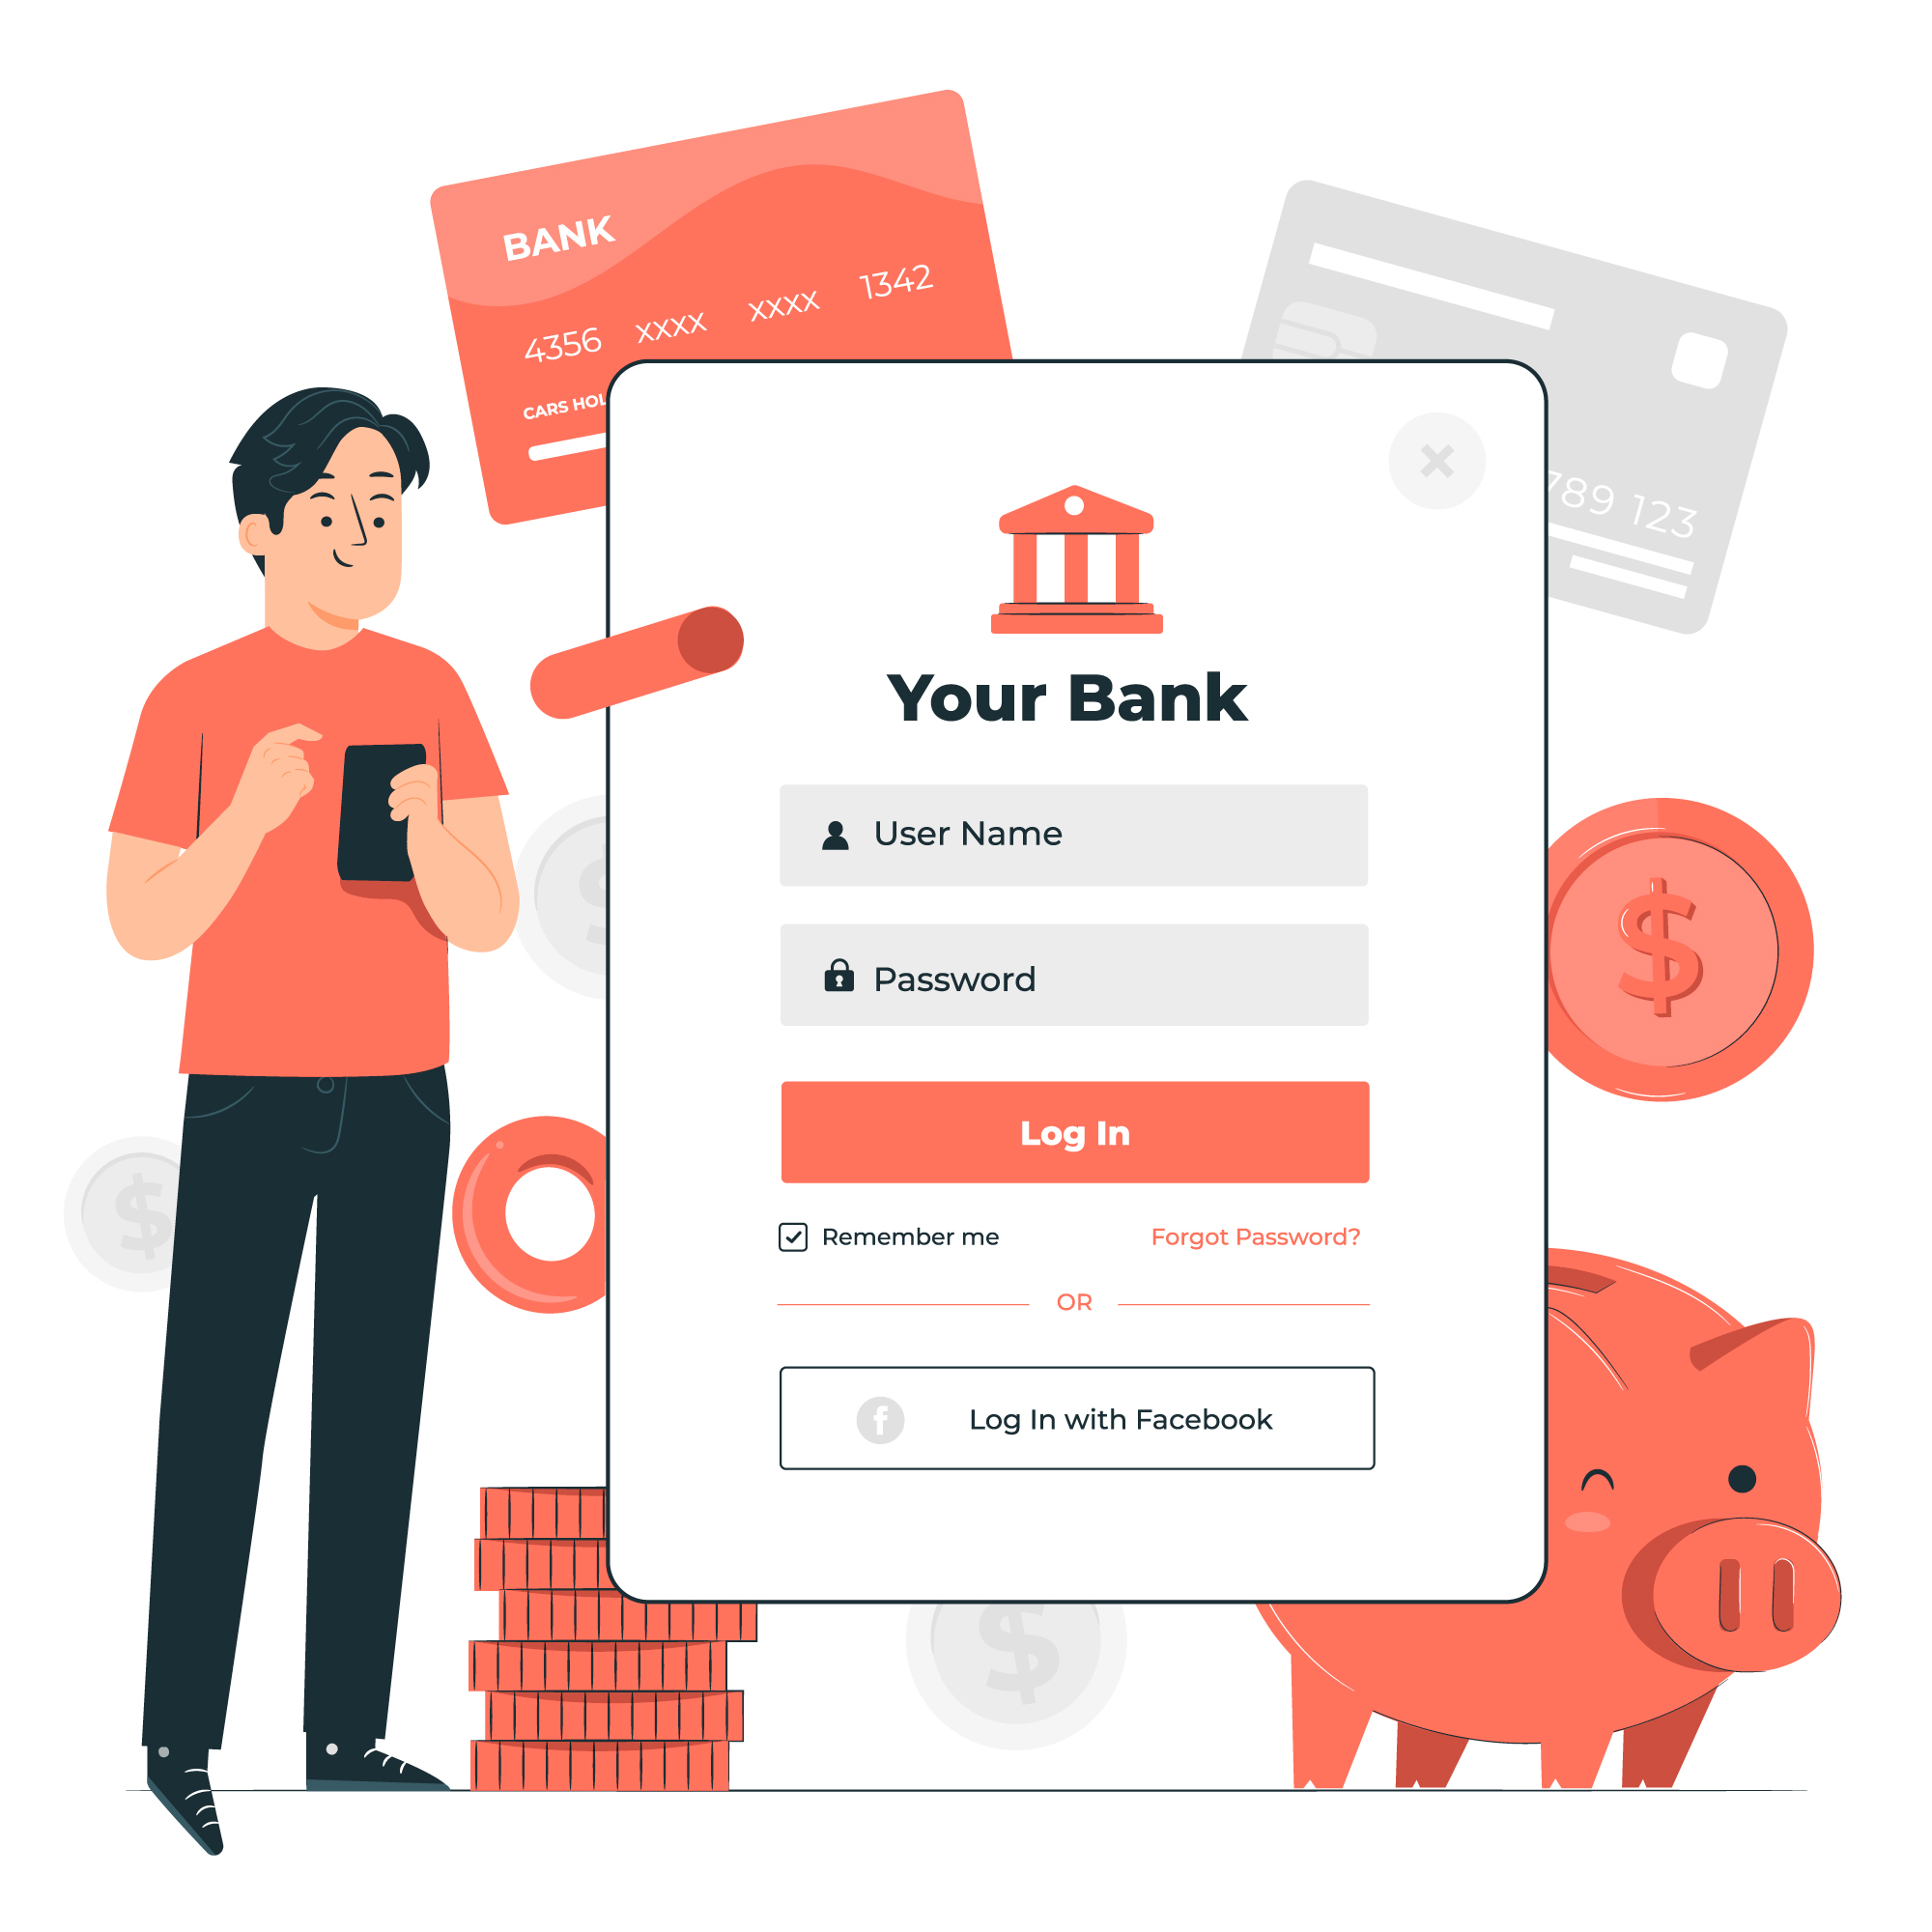 BANK
4356 xxxx xxxx 1342
CARS HOL
789 123
Your Bank
User Name
Password
Log In
Remember me
Forgot Password?
OR
f
Log In with Facebook
$
$
$
$